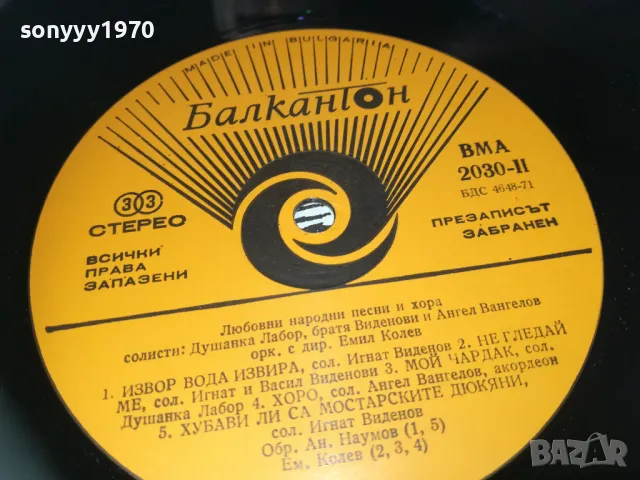 sonyyy1970
MADE IN BULGARIA
Балкантон
ВМА
2030-II
БДС 4648-71
33
СТЕРЕО
ВСИЧКИ
ПРАВА
ЗАПАЗЕНИ
ПРЕЗАПИСЪТ
ЗАБРАНЕН
Любовни народни песни и хора
солисти: Душанка Лабор, братя Виденови и Ангел Вангелов
орк. с дир. Емил Колев
1. ИЗВОР ВОДА ИЗВИРА, сол. Игнат Виденов 2. НЕ ГЛЕДАЙ
МЕ, сол. Игнат и Васил Виденови 3. МОЙ ЧАРДАК, сол.
Душанка Лабор 4. ХОРО, сол. Ангел Вангелов, акордеон
5. ХУБАВИ ЛИ СА МОСТАРСКИТЕ ДЮКЯНИ,
сол. Игнат Виденов
Обр. Ан. Наумов (1, 5)
Ем. Колев (2, 3, 4)
BAZAR